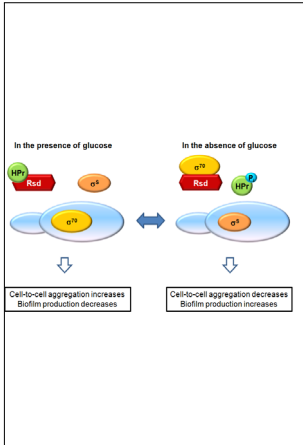 In the presence of glucose
In the absence of glucose
HPr
Rsd
σS
σ70
σ70
Rsd
HPr
P
σS
Cell-to-cell aggregation increases
Biofilm production decreases
Cell-to-cell aggregation decreases
Biofilm production increases